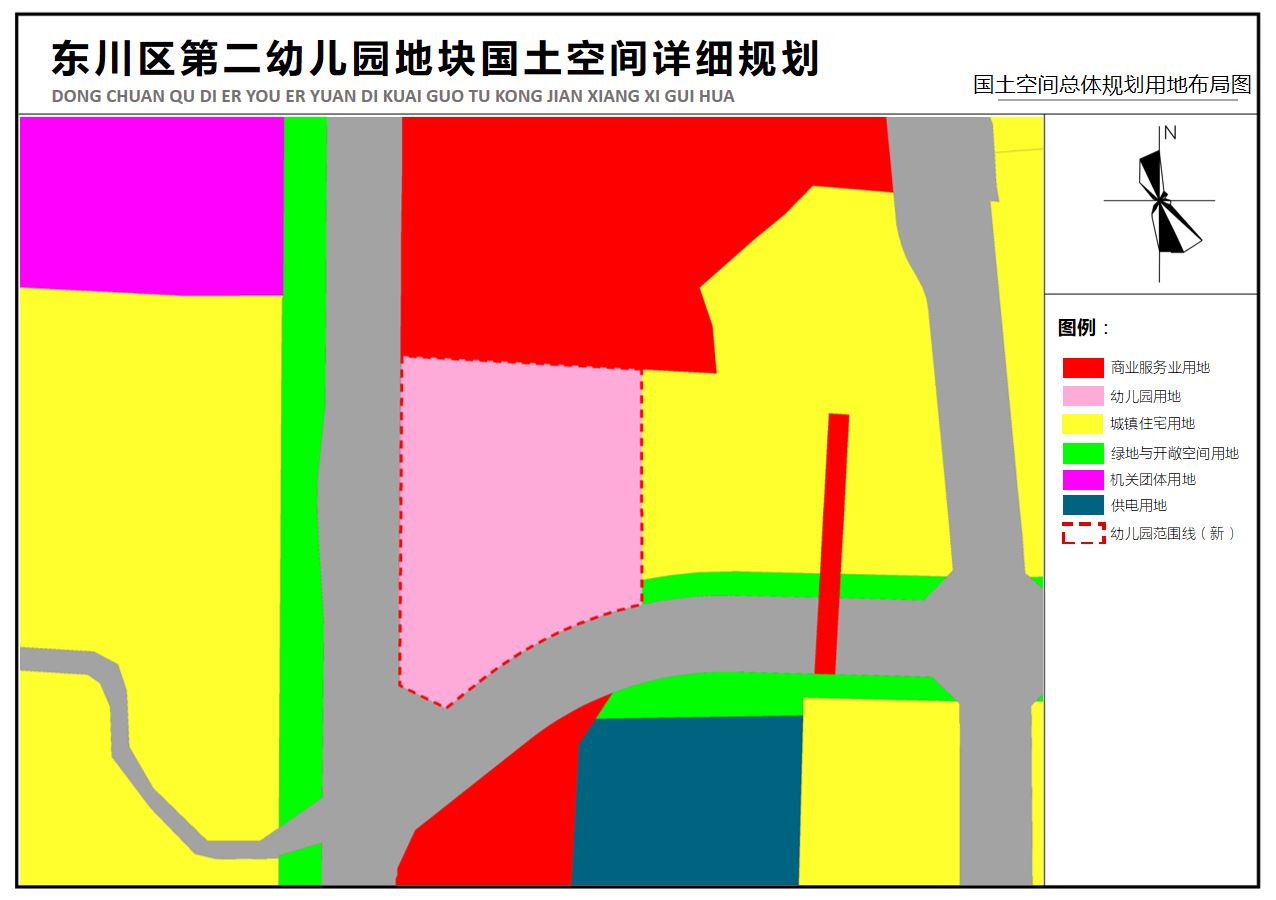 东川区第二幼儿园地块国土空间详细规划
DONG CHUAN QU DI ER YOU ER YUAN DI KUAI GUO TU KONG JIAN XIANG XI GUI HUA
国土空间总体规划用地布局图
N
图例：
商业服务业用地
幼儿园用地
城镇住宅用地
绿地与开敞空间用地
机关团体用地
供电用地
幼儿园范围线（新）